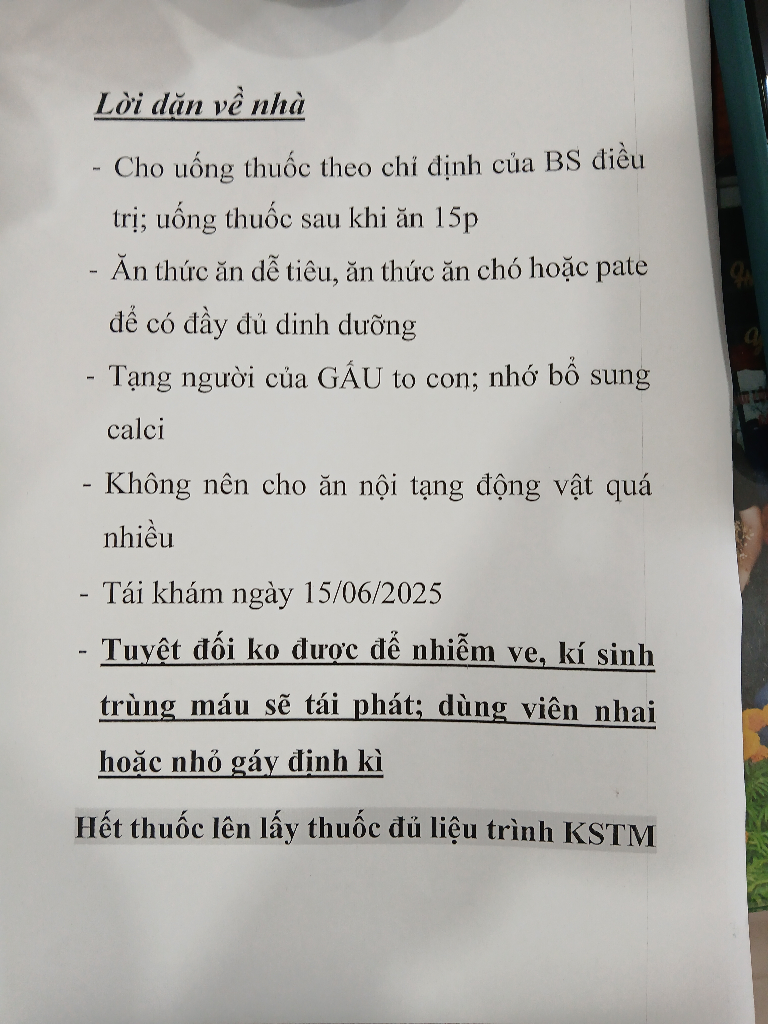 Lời dặn về nhà
- Cho uống thuốc theo chỉ định của BS điều
trị; uống thuốc sau khi ăn 15p
- Ăn thức ăn dễ tiêu, ăn thức ăn chó hoặc pate
để có đầy đủ dinh dưỡng
- Tạng người của GẤU to con; nhớ bổ sung
calci
- Không nên cho ăn nội tạng động vật quá
nhiều
- Tái khám ngày 15/06/2025
- Tuyệt đối ko được để nhiễm ve, kí sinh
trùng máu sẽ tái phát; dùng viên nhai
hoặc nhỏ gáy định kì
Hết thuốc lên lấy thuốc đủ liệu trình KSTM